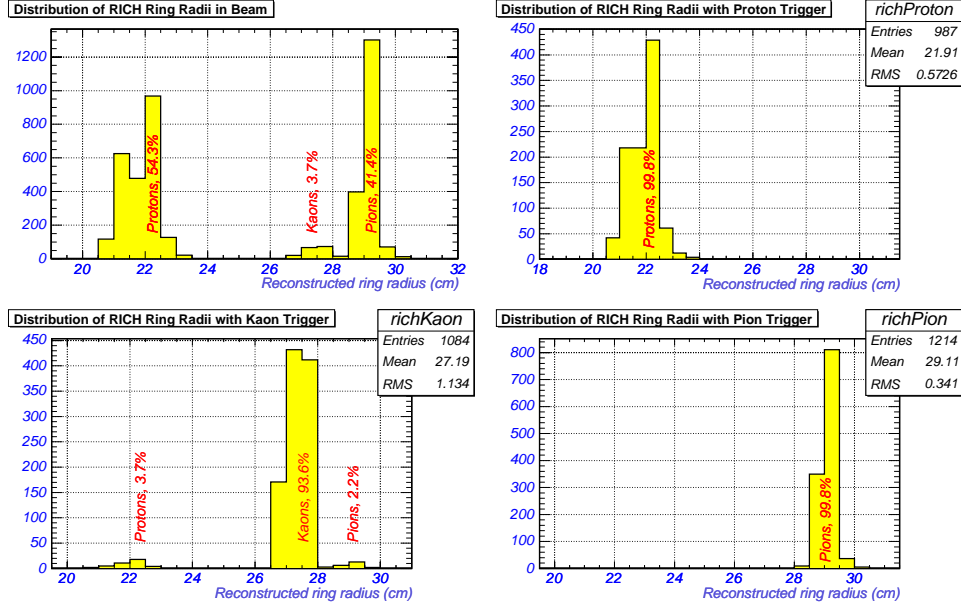 Distribution of RICH Ring Radii in Beam
1200
1000
800
600
400
200
0
Protons, 54.3%
Kaons, 3.7%
Pions, 41.4%
20 22 24 26 28 30 32
Reconstructed ring radius (cm)
Distribution of RICH Ring Radii with Proton Trigger
richProton
Entries 987
Mean 21.91
RMS 0.5726
450
400
350
300
250
200
150
100
50
0
Protons, 99.8%
18 20 22 24 26 28 30
Reconstructed ring radius (cm)
Distribution of RICH Ring Radii with Kaon Trigger
richKaon
Entries 1084
Mean 27.19
RMS 1.134
450
400
350
300
250
200
150
100
50
0
Protons, 3.7%
Kaons, 93.6%
Pions, 2.2%
20 22 24 26 28 30
Reconstructed ring radius (cm)
Distribution of RICH Ring Radii with Pion Trigger
richPion
Entries 1214
Mean 29.11
RMS 0.341
800
700
600
500
400
300
200
100
0
Pions, 99.8%
20 22 24 26 28 30
Reconstructed ring radius (cm)